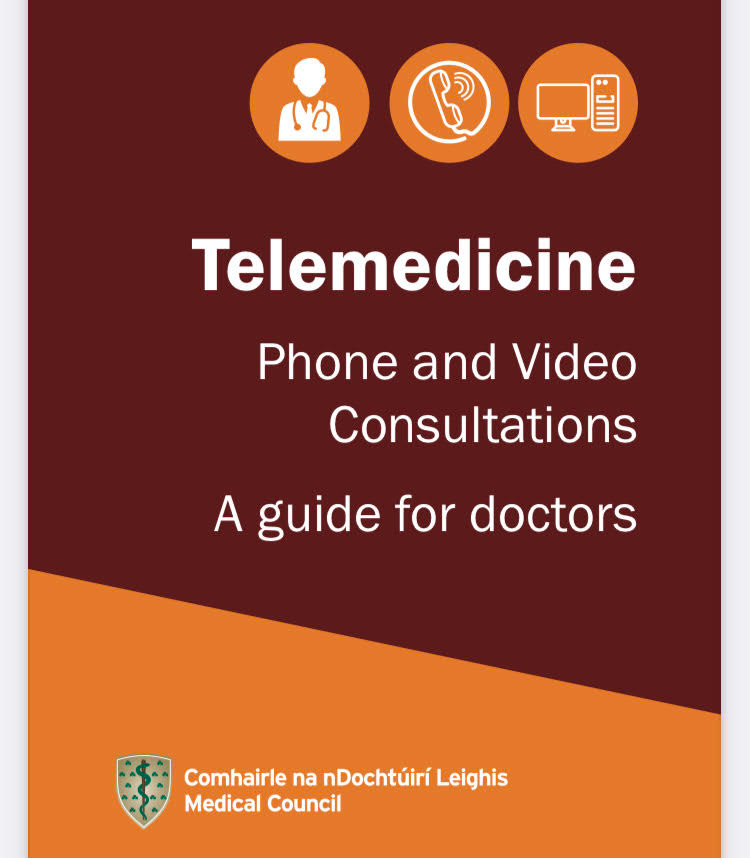 Telemedicine
Phone and Video
Consultations
A guide for doctors
Comhairle na nDochtúirí Leighis
Medical Council